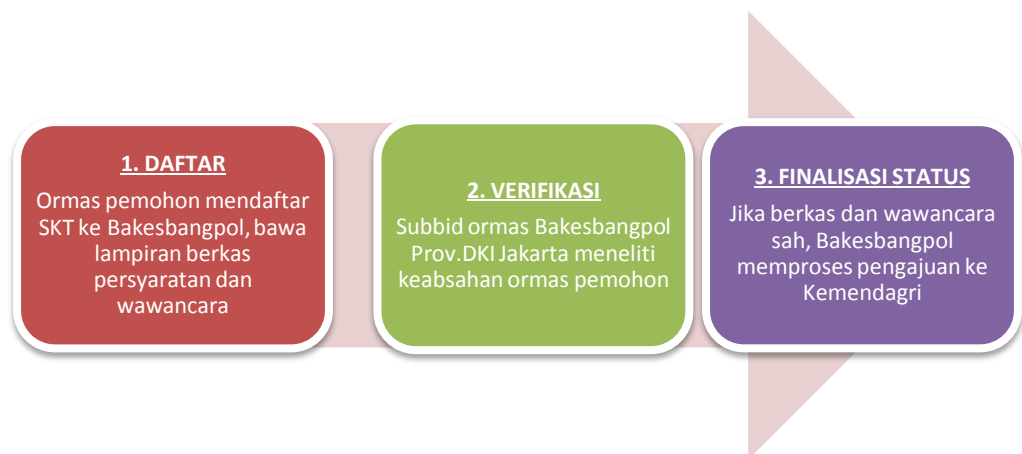 1. DAFTAR
Ormas pemohon mendaftar
SKT ke Bakesbangpol, bawa
lampiran berkas
persyaratan dan
wawancara
2. VERIFIKASI
Subbid ormas Bakesbangpol
Prov.DKI Jakarta meneliti
keabsahan ormas pemohon
3. FINALISASI STATUS
Jika berkas dan wawancara
sah, Bakesbangpol
memproses pengajuan ke
Kemendagri